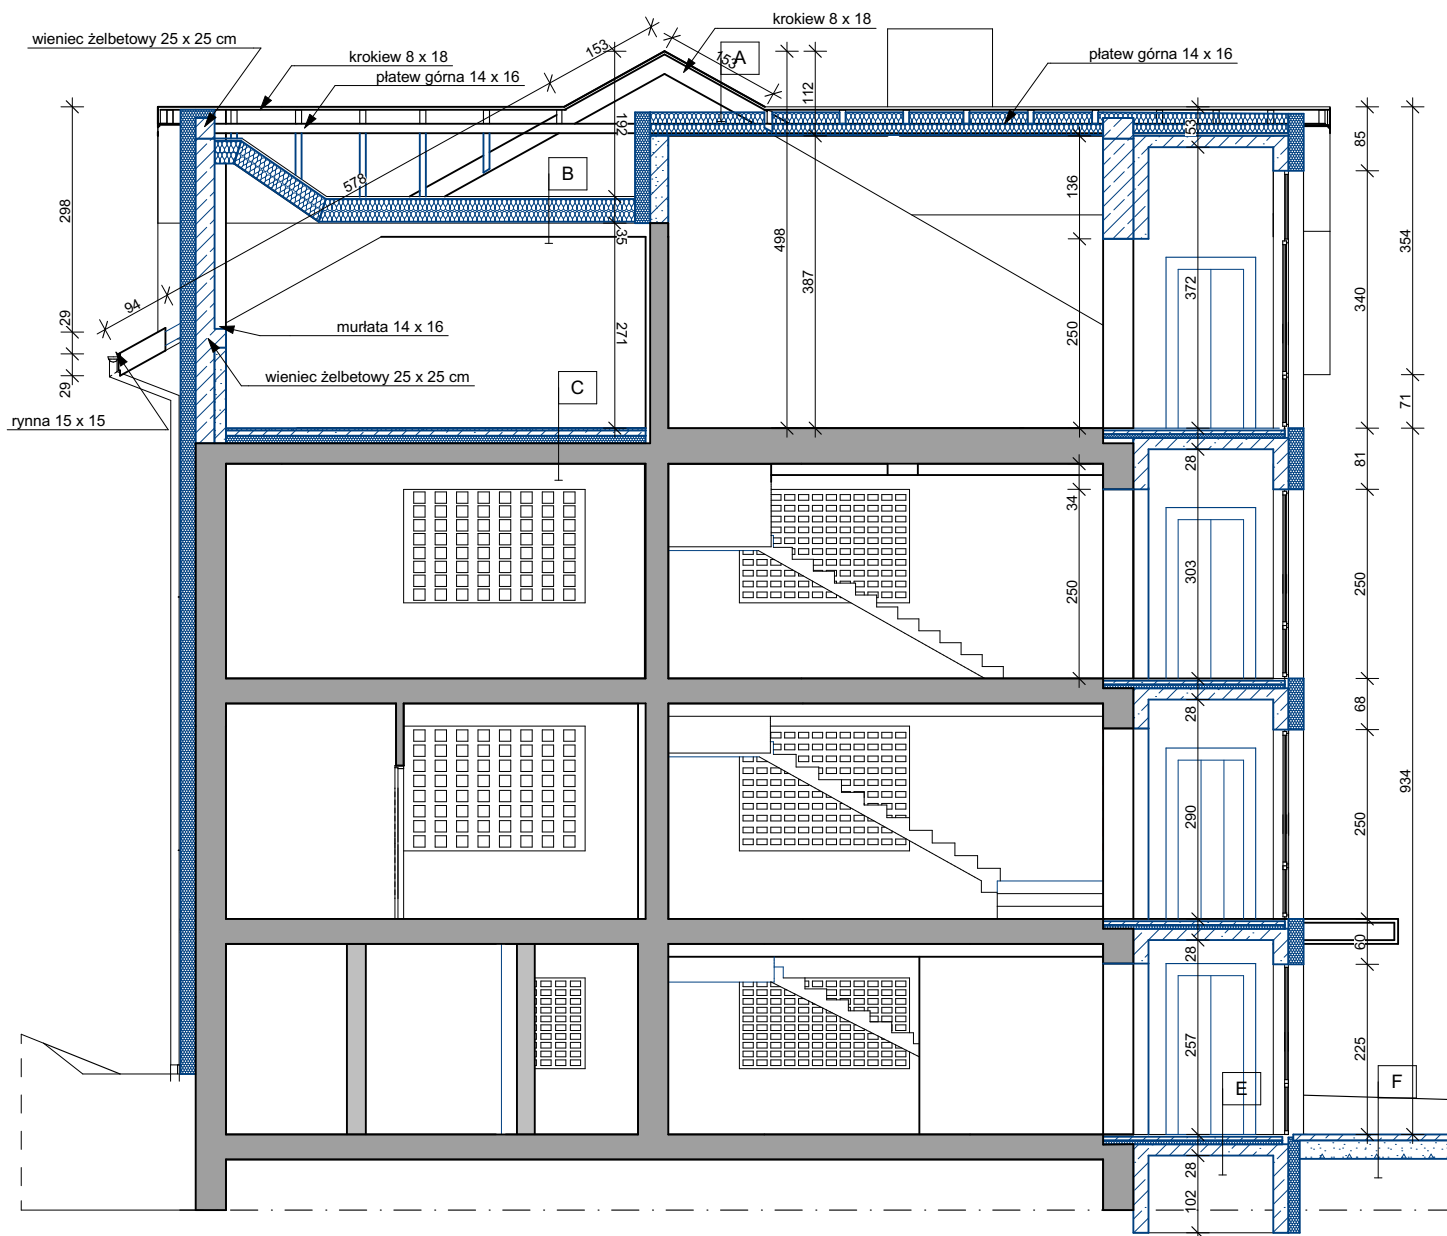 krokiew 8 x 18
wieniec żelbetowy 25 x 25 cm
krokiew 8 x 18
płatew górna 14 x 16
płatew górna 14 x 16
153
153
A
112
192
53
85
B
578
136
298
35
498
387
372
354
340
94
29
29
murłata 14 x 16
271
250
wieniec żelbetowy 25 x 25 cm
C
rynna 15 x 15
71
28
81
34
303
250
250
28
68
934
290
250
28
60
257
225
E
F
28
102